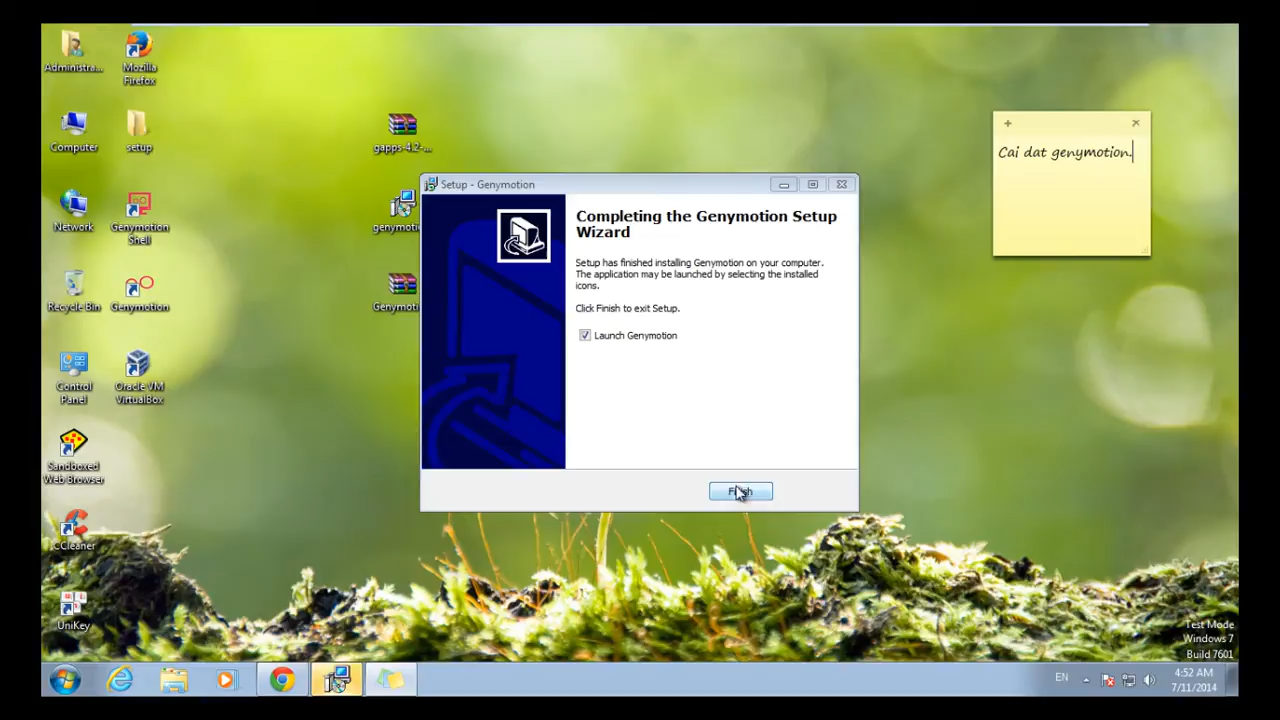 Administra...
Mozilla
Firefox
Computer
setup
gapps-4.2-...
Network
Genymotion
Shell
genymoti
Recycle Bin
Genymotion
Genymoti
Control
Panel
Oracle VM
VirtualBox
Sandboxed
Web Browser
CCleaner
UniKey
Setup - Genymotion
Completing the Genymotion Setup
Wizard
Setup has finished installing Genymotion on your computer.
The application may be launched by selecting the installed
icons.
Click Finish to exit Setup.
Launch Genymotion
Finish
Cai dat genymotion.
Test Mode
Windows 7
Build 7601
EN
4:52 AM
7/11/2014